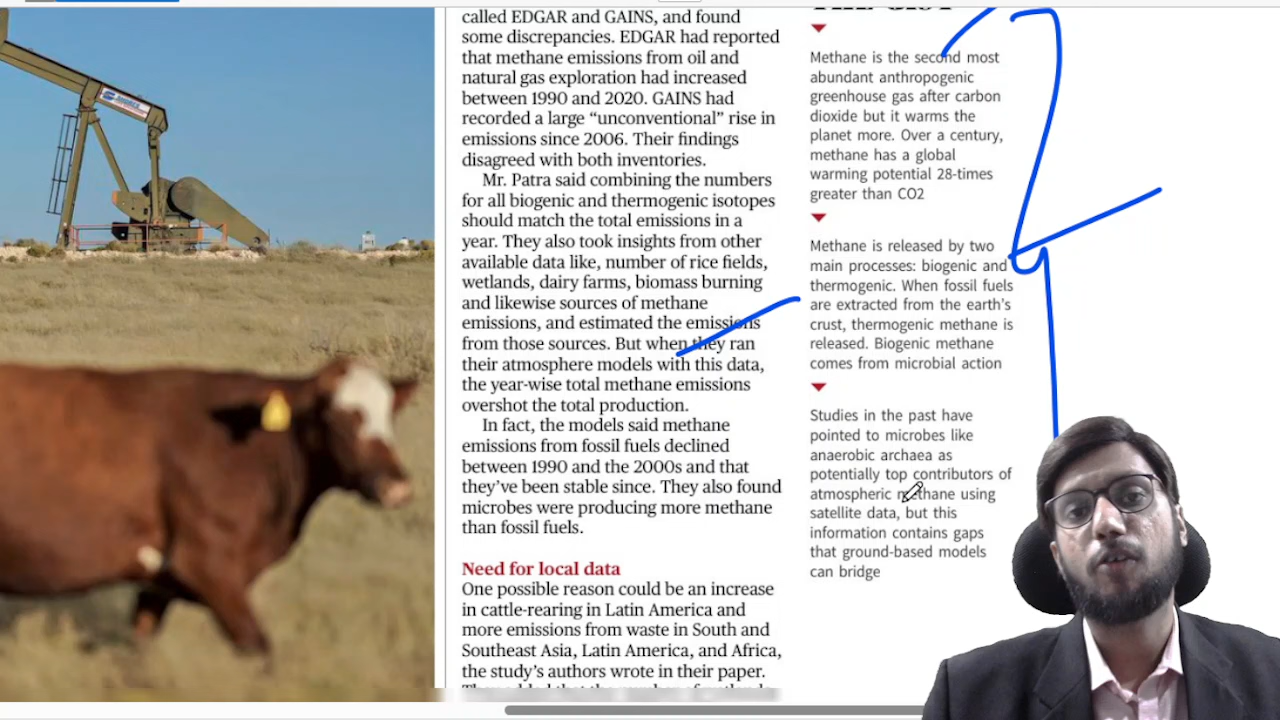 called EDGAR and GAINS, and found
some discrepancies. EDGAR had reported
that methane emissions from oil and
natural gas exploration had increased
between 1990 and 2020. GAINS had
recorded a large “unconventional” rise in
emissions since 2006. Their findings
disagreed with both inventories.
Mr. Patra said combining the numbers
for all biogenic and thermogenic isotopes
should match the total emissions in a
year. They also took insights from other
available data like, number of rice fields,
wetlands, dairy farms, biomass burning
and likewise sources of methane
emissions, and estimated the emissions
from those sources. But when they ran
their atmosphere models with this data,
the year-wise total methane emissions
overshot the total production.
In fact, the models said methane
emissions from fossil fuels declined
between 1990 and the 2000s and that
they’ve been stable since. They also found
microbes were producing more methane
than fossil fuels.
Need for local data
One possible reason could be an increase
in cattle-rearing in Latin America and
more emissions from waste in South and
Southeast Asia, Latin America, and Africa,
the study’s authors wrote in their paper.
Methane is the second most
abundant anthropogenic
greenhouse gas after carbon
dioxide but it warms the
planet more. Over a century,
methane has a global
warming potential 28-times
greater than CO2
Methane is released by two
main processes: biogenic and
thermogenic. When fossil fuels
are extracted from the earth’s
crust, thermogenic methane is
released. Biogenic methane
comes from microbial action
Studies in the past have
pointed to microbes like
anaerobic archaea as
potentially top contributors of
atmospheric methane using
satellite data, but this
information contains gaps
that ground-based models
can bridge